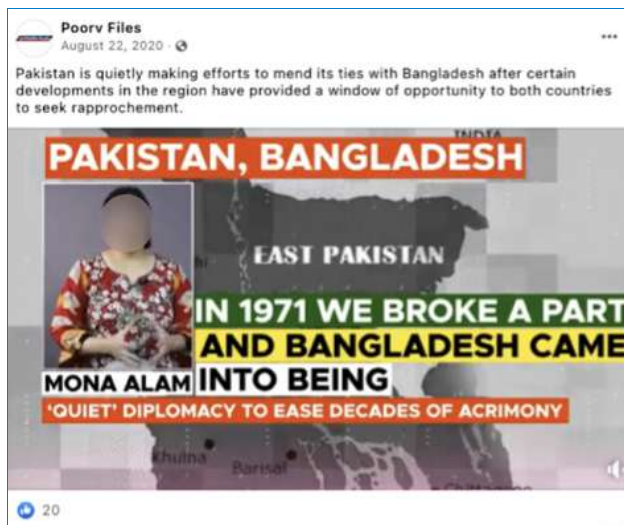 Poorv Files
August 22, 2020 ·
Pakistan is quietly making efforts to mend its ties with Bangladesh after certain
developments in the region have provided a window of opportunity to both countries
to seek rapprochement.
INDIA
PAKISTAN, BANGLADESH
EAST PAKISTAN
IN 1971 WE BROKE A PART
AND BANGLADESH CAME
INTO BEING
MONA ALAM
‘QUIET’ DIPLOMACY TO EASE DECADES OF ACRIMONY
Khulna
Barisal
Chittagong
20